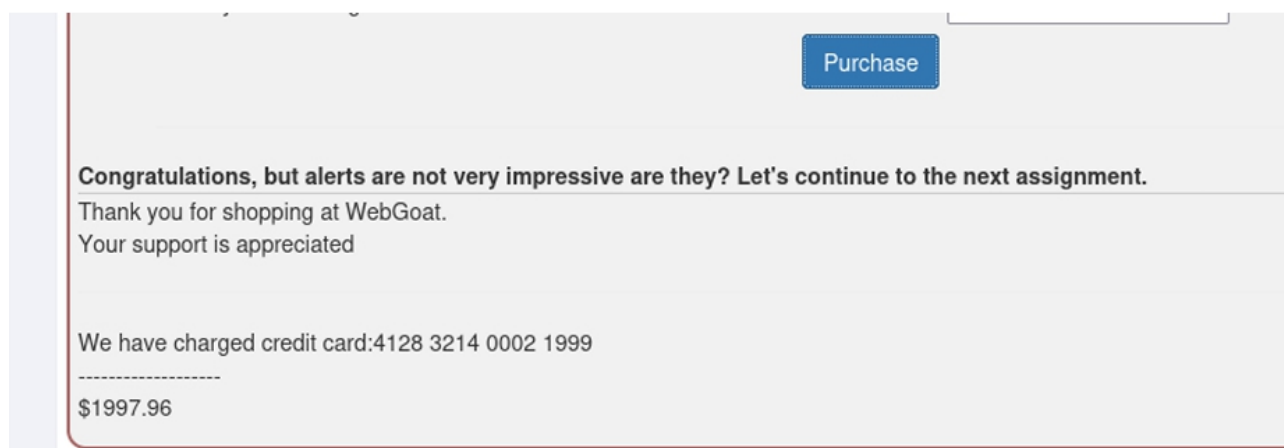 Purchase
Congratulations, but alerts are not very impressive are they? Let's continue to the next assignment.
Thank you for shopping at WebGoat.
Your support is appreciated
We have charged credit card:4128 3214 0002 1999
-------------------
$1997.96